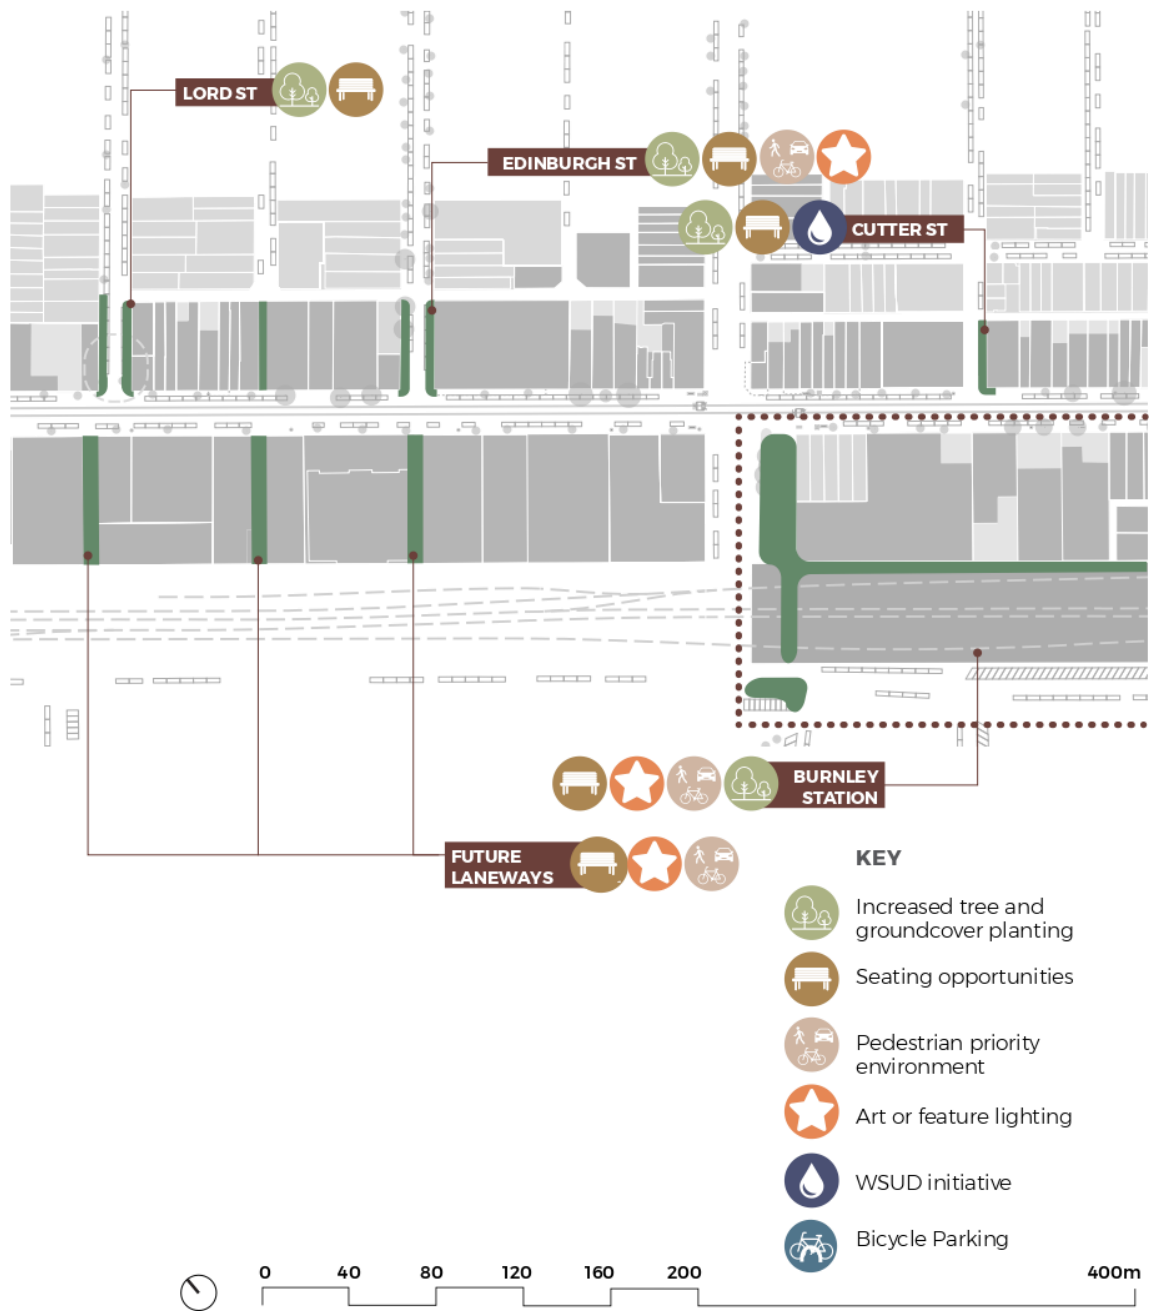 LORD ST
EDINBURGH ST
CUTTER ST
BURNLEY
STATION
FUTURE
LANEWAYS
KEY
Increased tree and
groundcover planting
Seating opportunities
Pedestrian priority
environment
Art or feature lighting
WSUD initiative
Bicycle Parking
0 40 80 120 160 200 400m